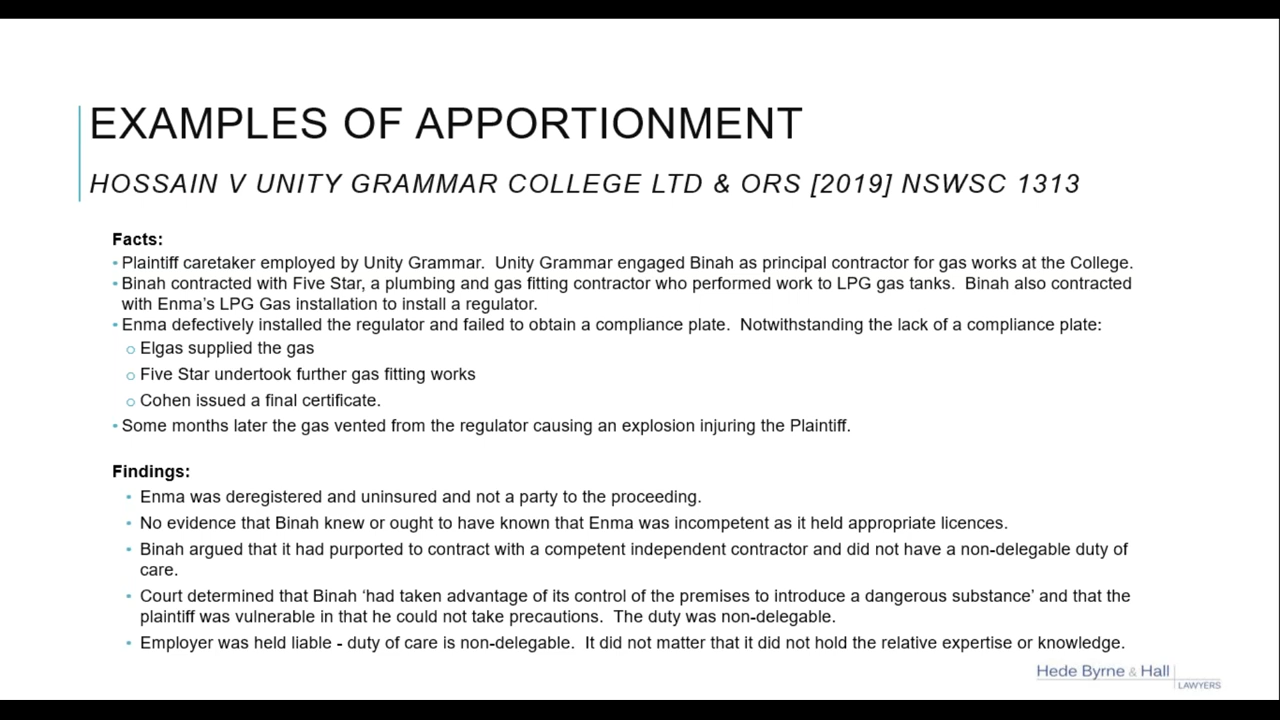 EXAMPLES OF APPORTIONMENT
HOSSAIN V UNITY GRAMMAR COLLEGE LTD & ORS [2019] NSWSC 1313
Facts:
• Plaintiff caretaker employed by Unity Grammar.  Unity Grammar engaged Binah as principal contractor for gas works at the College.
• Binah contracted with Five Star, a plumbing and gas fitting contractor who performed work to LPG gas tanks.  Binah also contracted
with Enma's LPG Gas installation to install a regulator.
• Enma defectively installed the regulator and failed to obtain a compliance plate.  Notwithstanding the lack of a compliance plate:
o Elgas supplied the gas
o Five Star undertook further gas fitting works
o Cohen issued a final certificate.
• Some months later the gas vented from the regulator causing an explosion injuring the Plaintiff.
Findings:
• Enma was deregistered and uninsured and not a party to the proceeding.
• No evidence that Binah knew or ought to have known that Enma was incompetent as it held appropriate licences.
• Binah argued that it had purported to contract with a competent independent contractor and did not have a non-delegable duty of
care.
• Court determined that Binah 'had taken advantage of its control of the premises to introduce a dangerous substance' and that the
plaintiff was vulnerable in that he could not take precautions.  The duty was non-delegable.
• Employer was held liable - duty of care is non-delegable.  It did not matter that it did not hold the relative expertise or knowledge.
Hede Byrne & Hall
LAWYERS